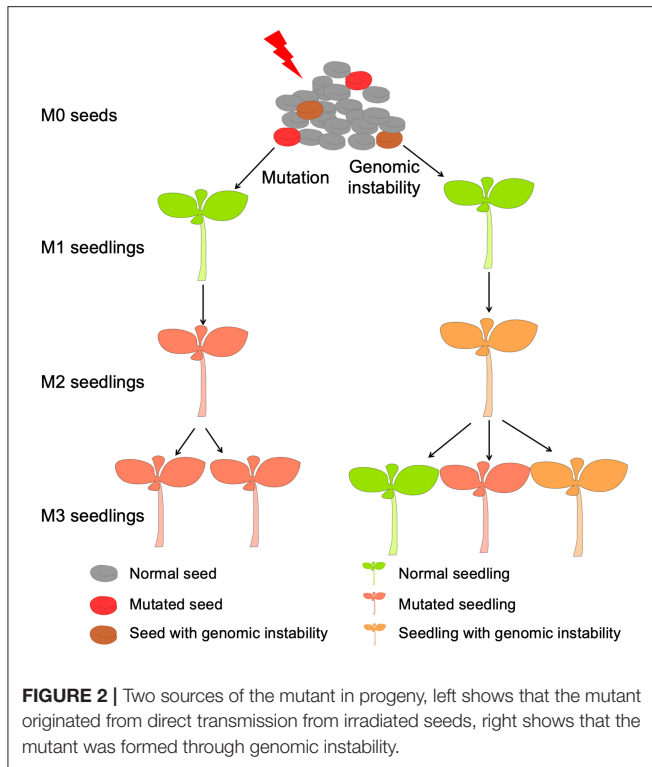 M0 seeds
Mutation
Genomic
instability
M1 seedlings
M2 seedlings
M3 seedlings
Normal seed
Mutated seed
Seed with genomic instability
Normal seedling
Mutated seedling
Seedling with genomic instability
FIGURE 2 | Two sources of the mutant in progeny, left shows that the mutant
originated from direct transmission from irradiated seeds, right shows that the
mutant was formed through genomic instability.